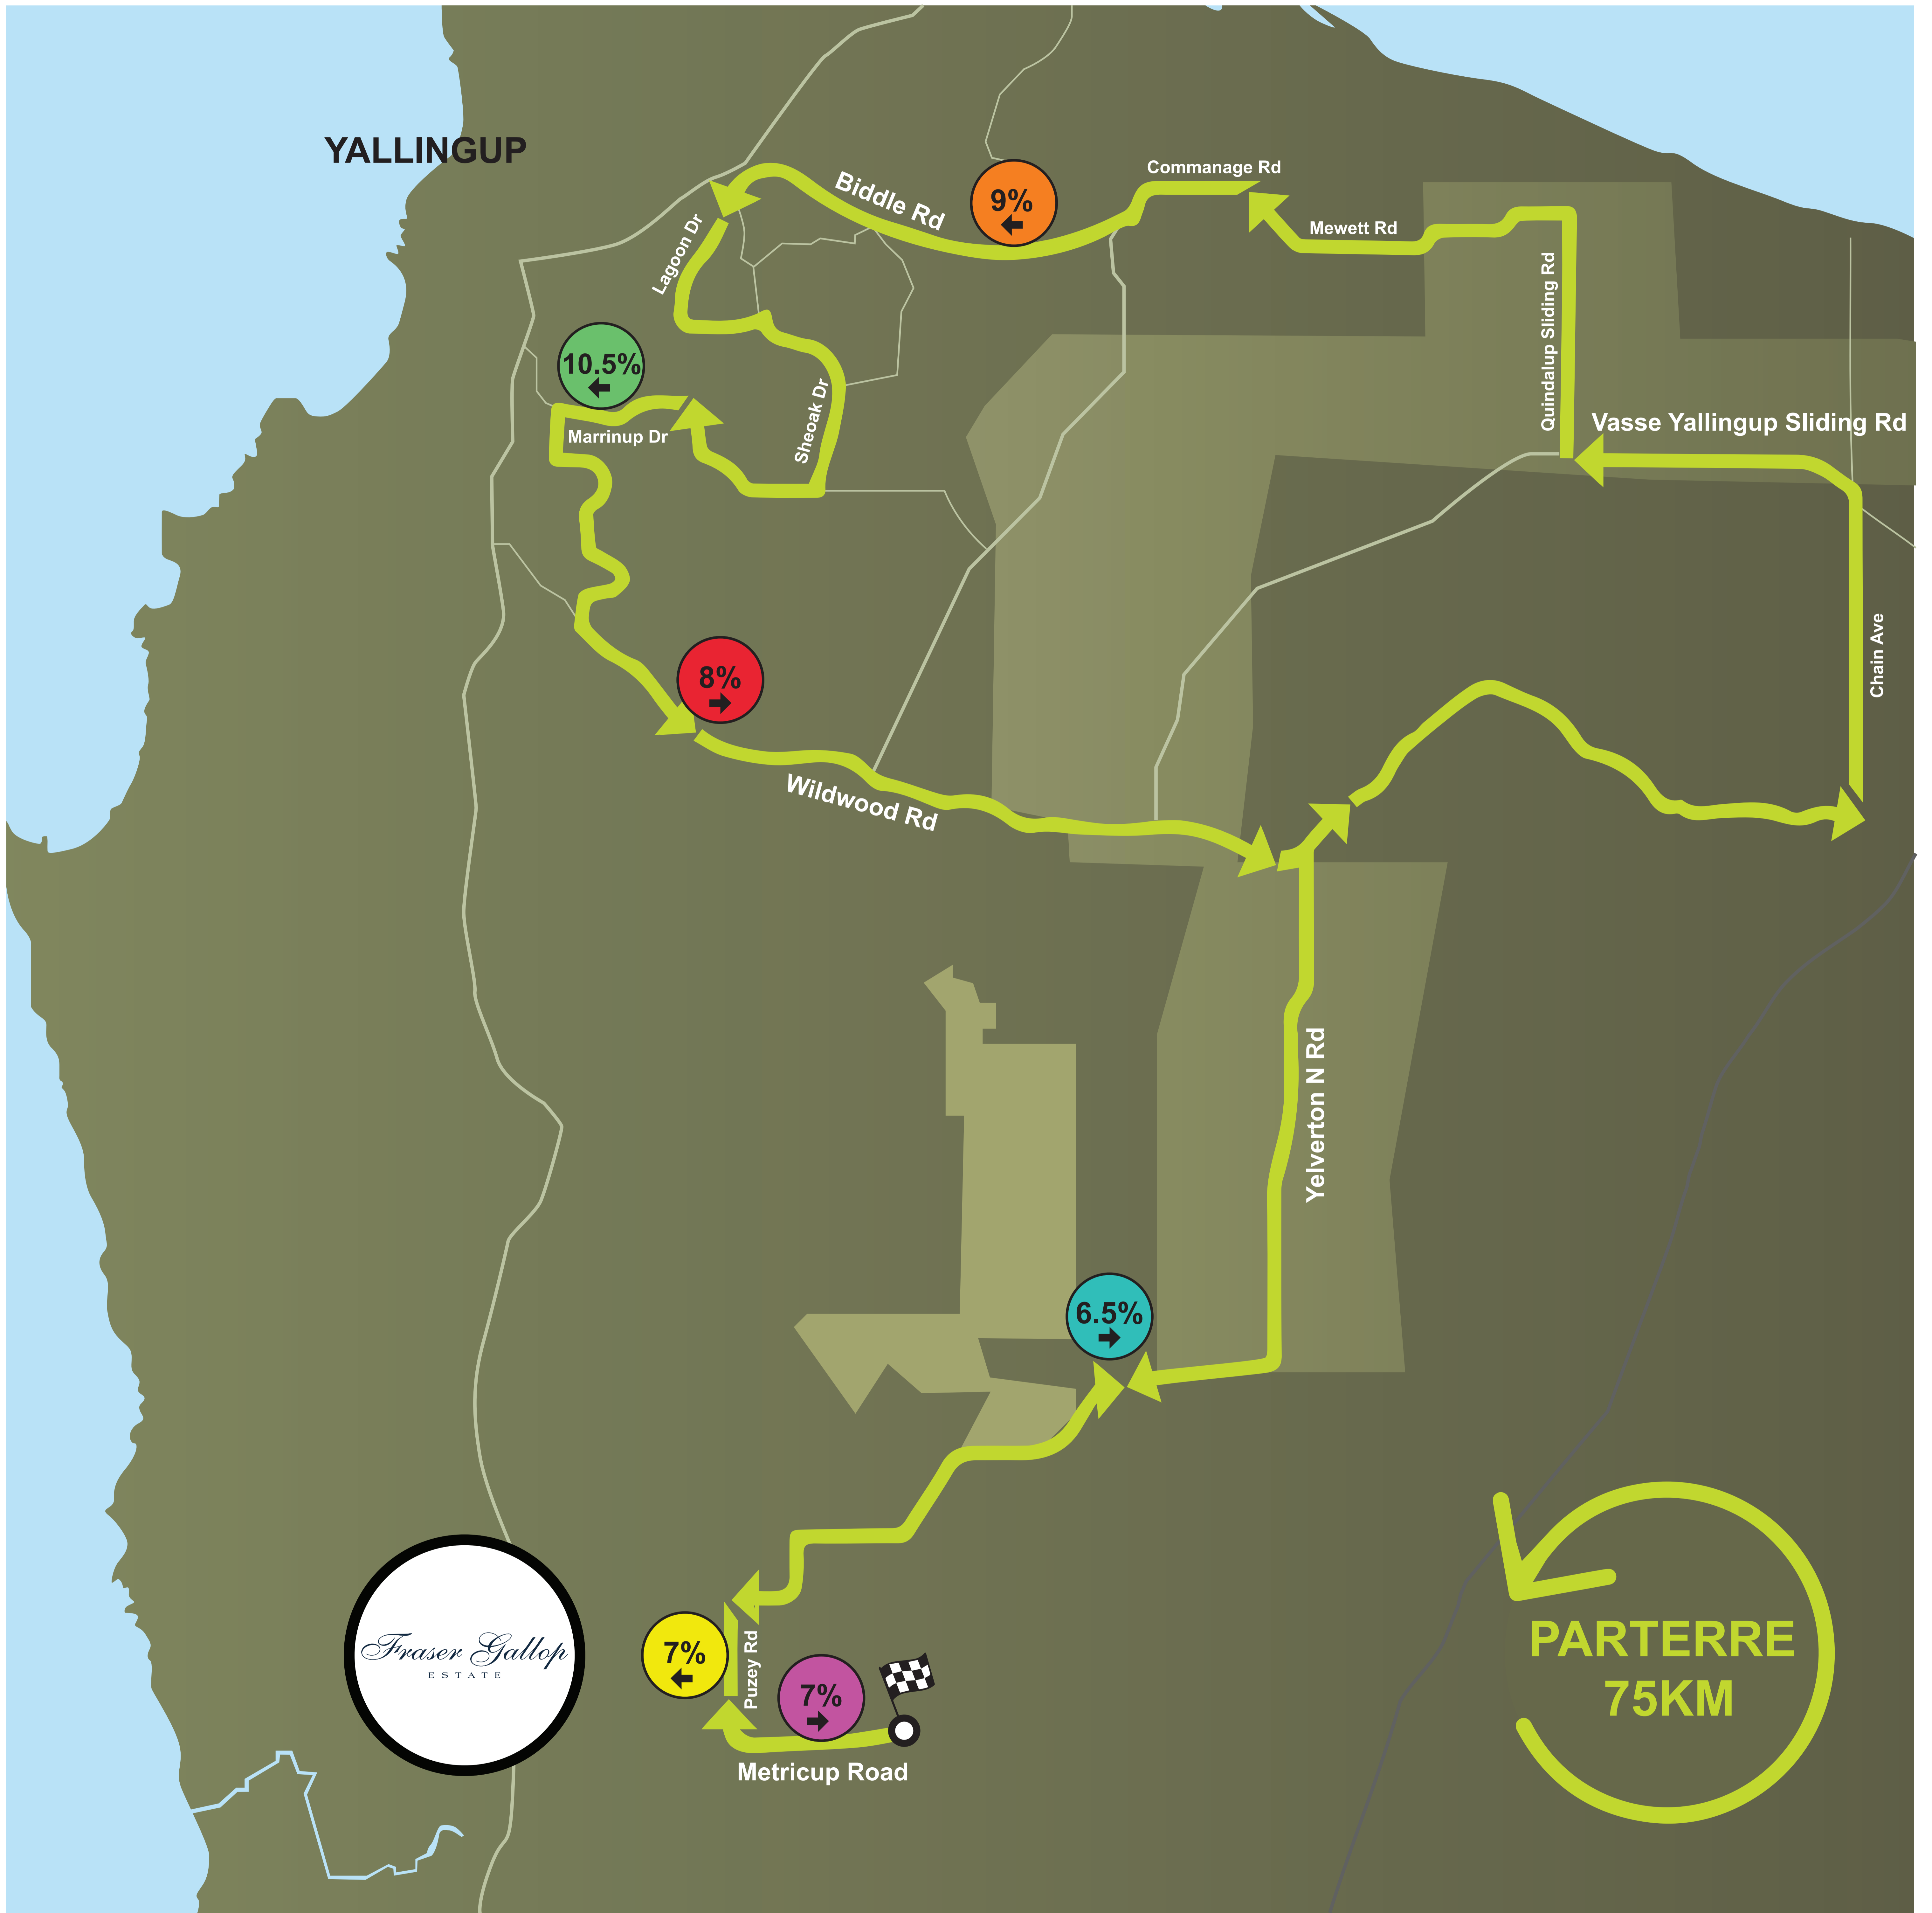 YALLINGUP
Commanage Rd
Biddle Rd
9%
Mewett Rd
Lagoon Dr
Quindalup Sliding Rd
10.5%
Marrinup Dr
Sheoak Dr
Vasse Yallingup Sliding Rd
Chain Ave
8%
Wildwood Rd
Yelverton N Rd
6.5%
Fraser Gallop
ESTATE
7%
Puzey Rd
7%
Metricup Road
PARTERRE
75KM